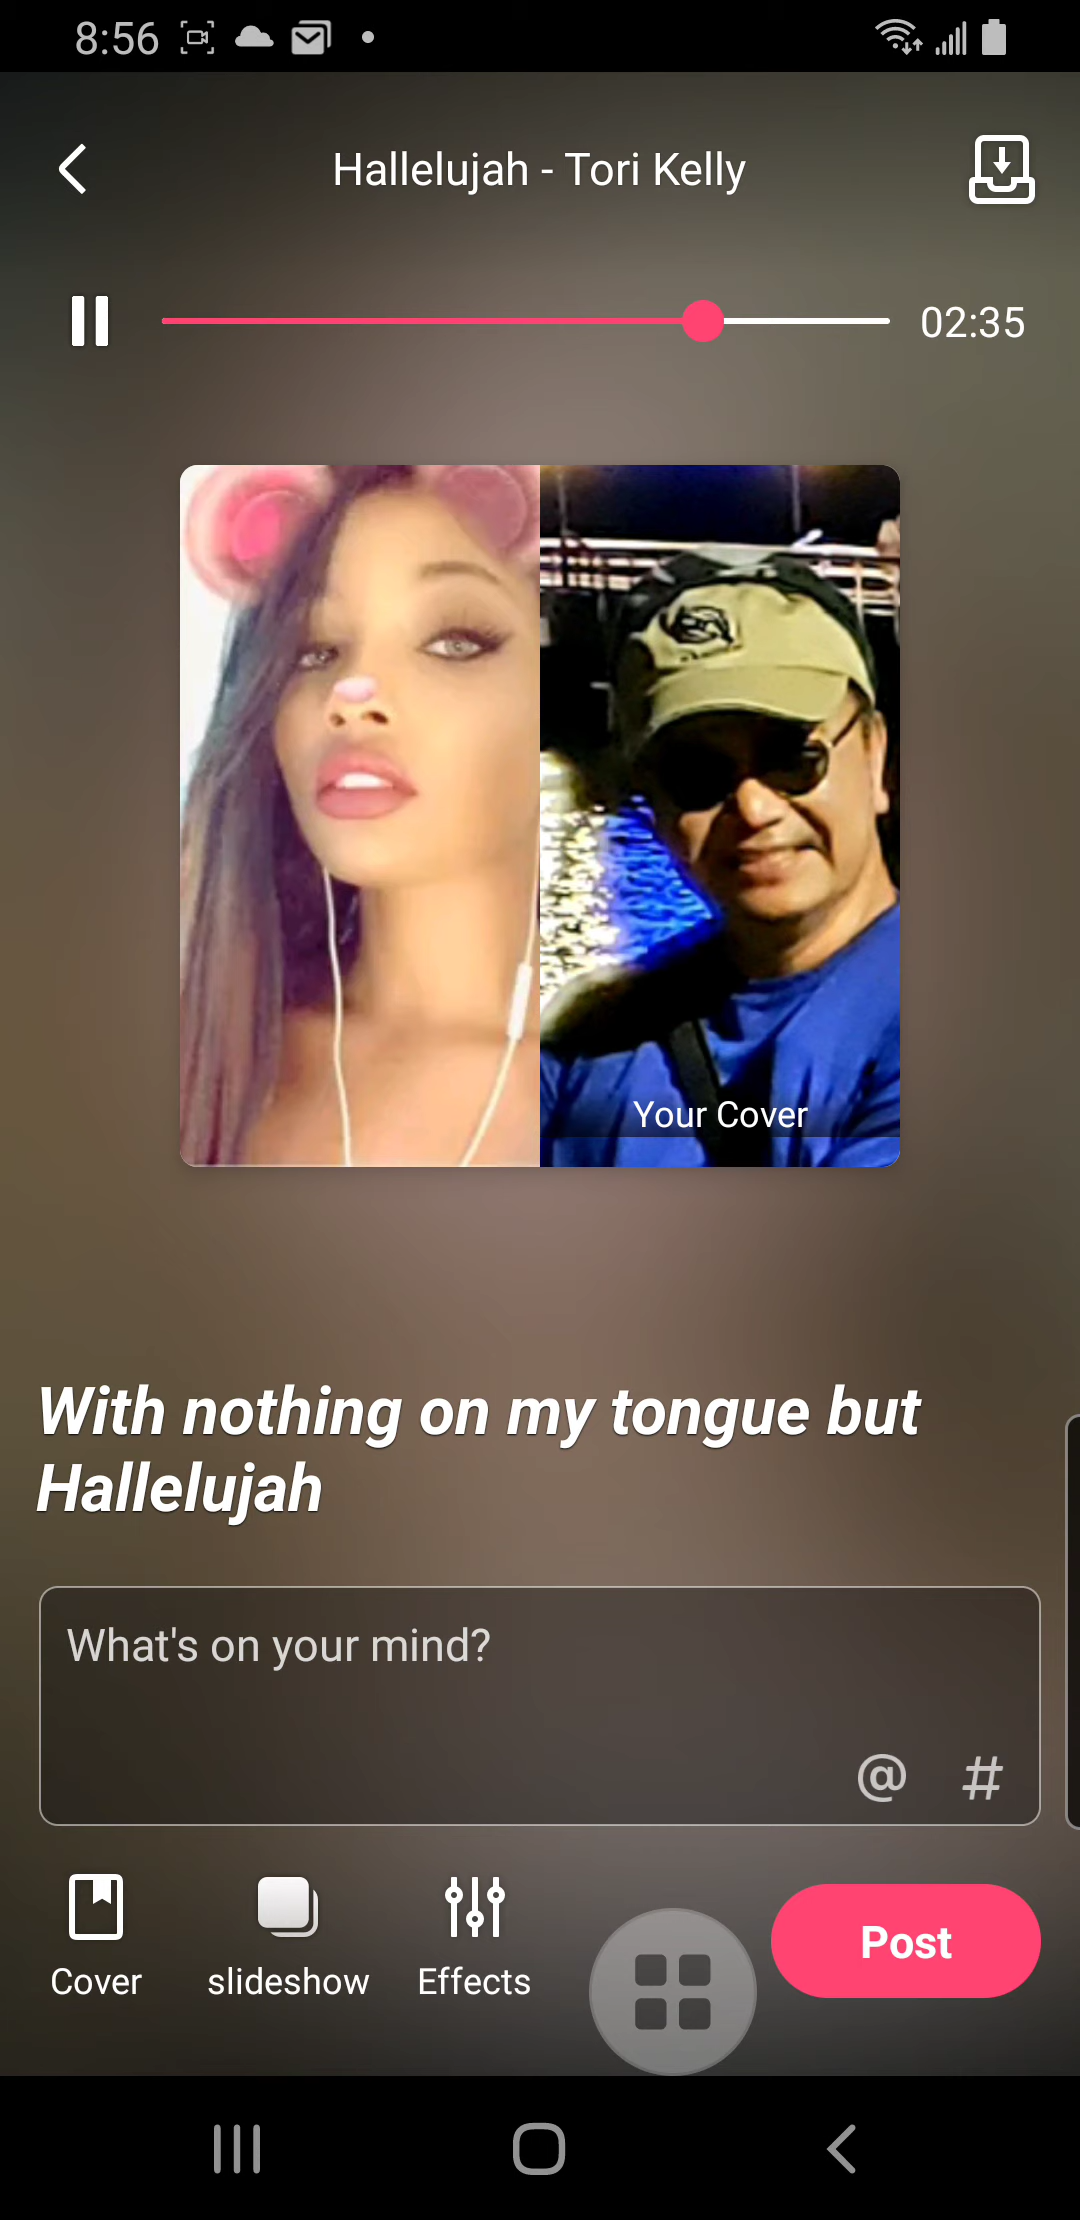 8:56
Hallelujah - Tori Kelly
02:35
Your Cover
With nothing on my tongue but
Hallelujah
What's on your mind?
@ #
Cover slideshow Effects Post